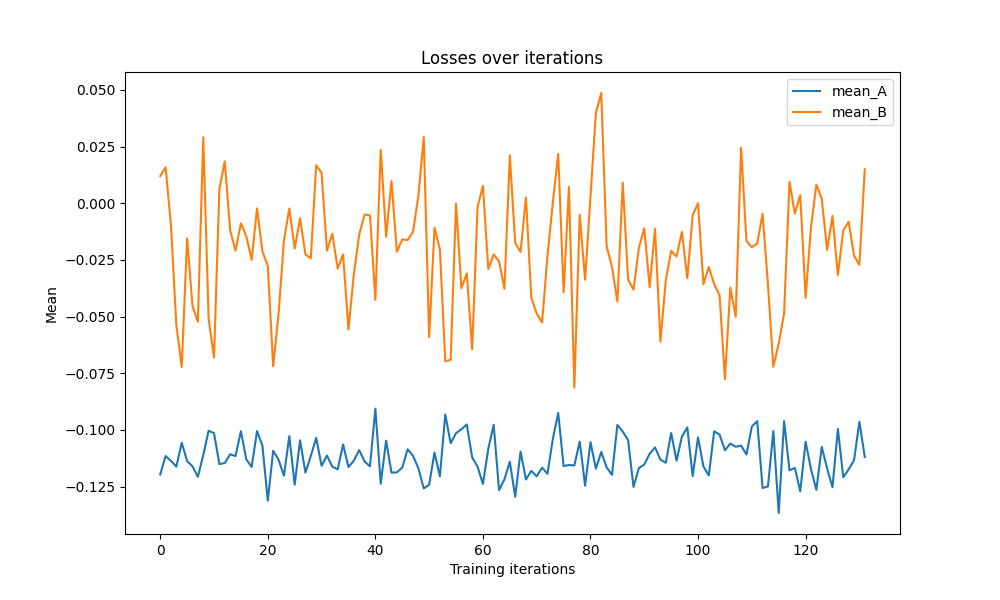 Losses over iterations
mean_A
mean_B
Mean
0.050
0.025
0.000
−0.025
−0.050
−0.075
−0.100
−0.125
0 20 40 60 80 100 120
Training iterations